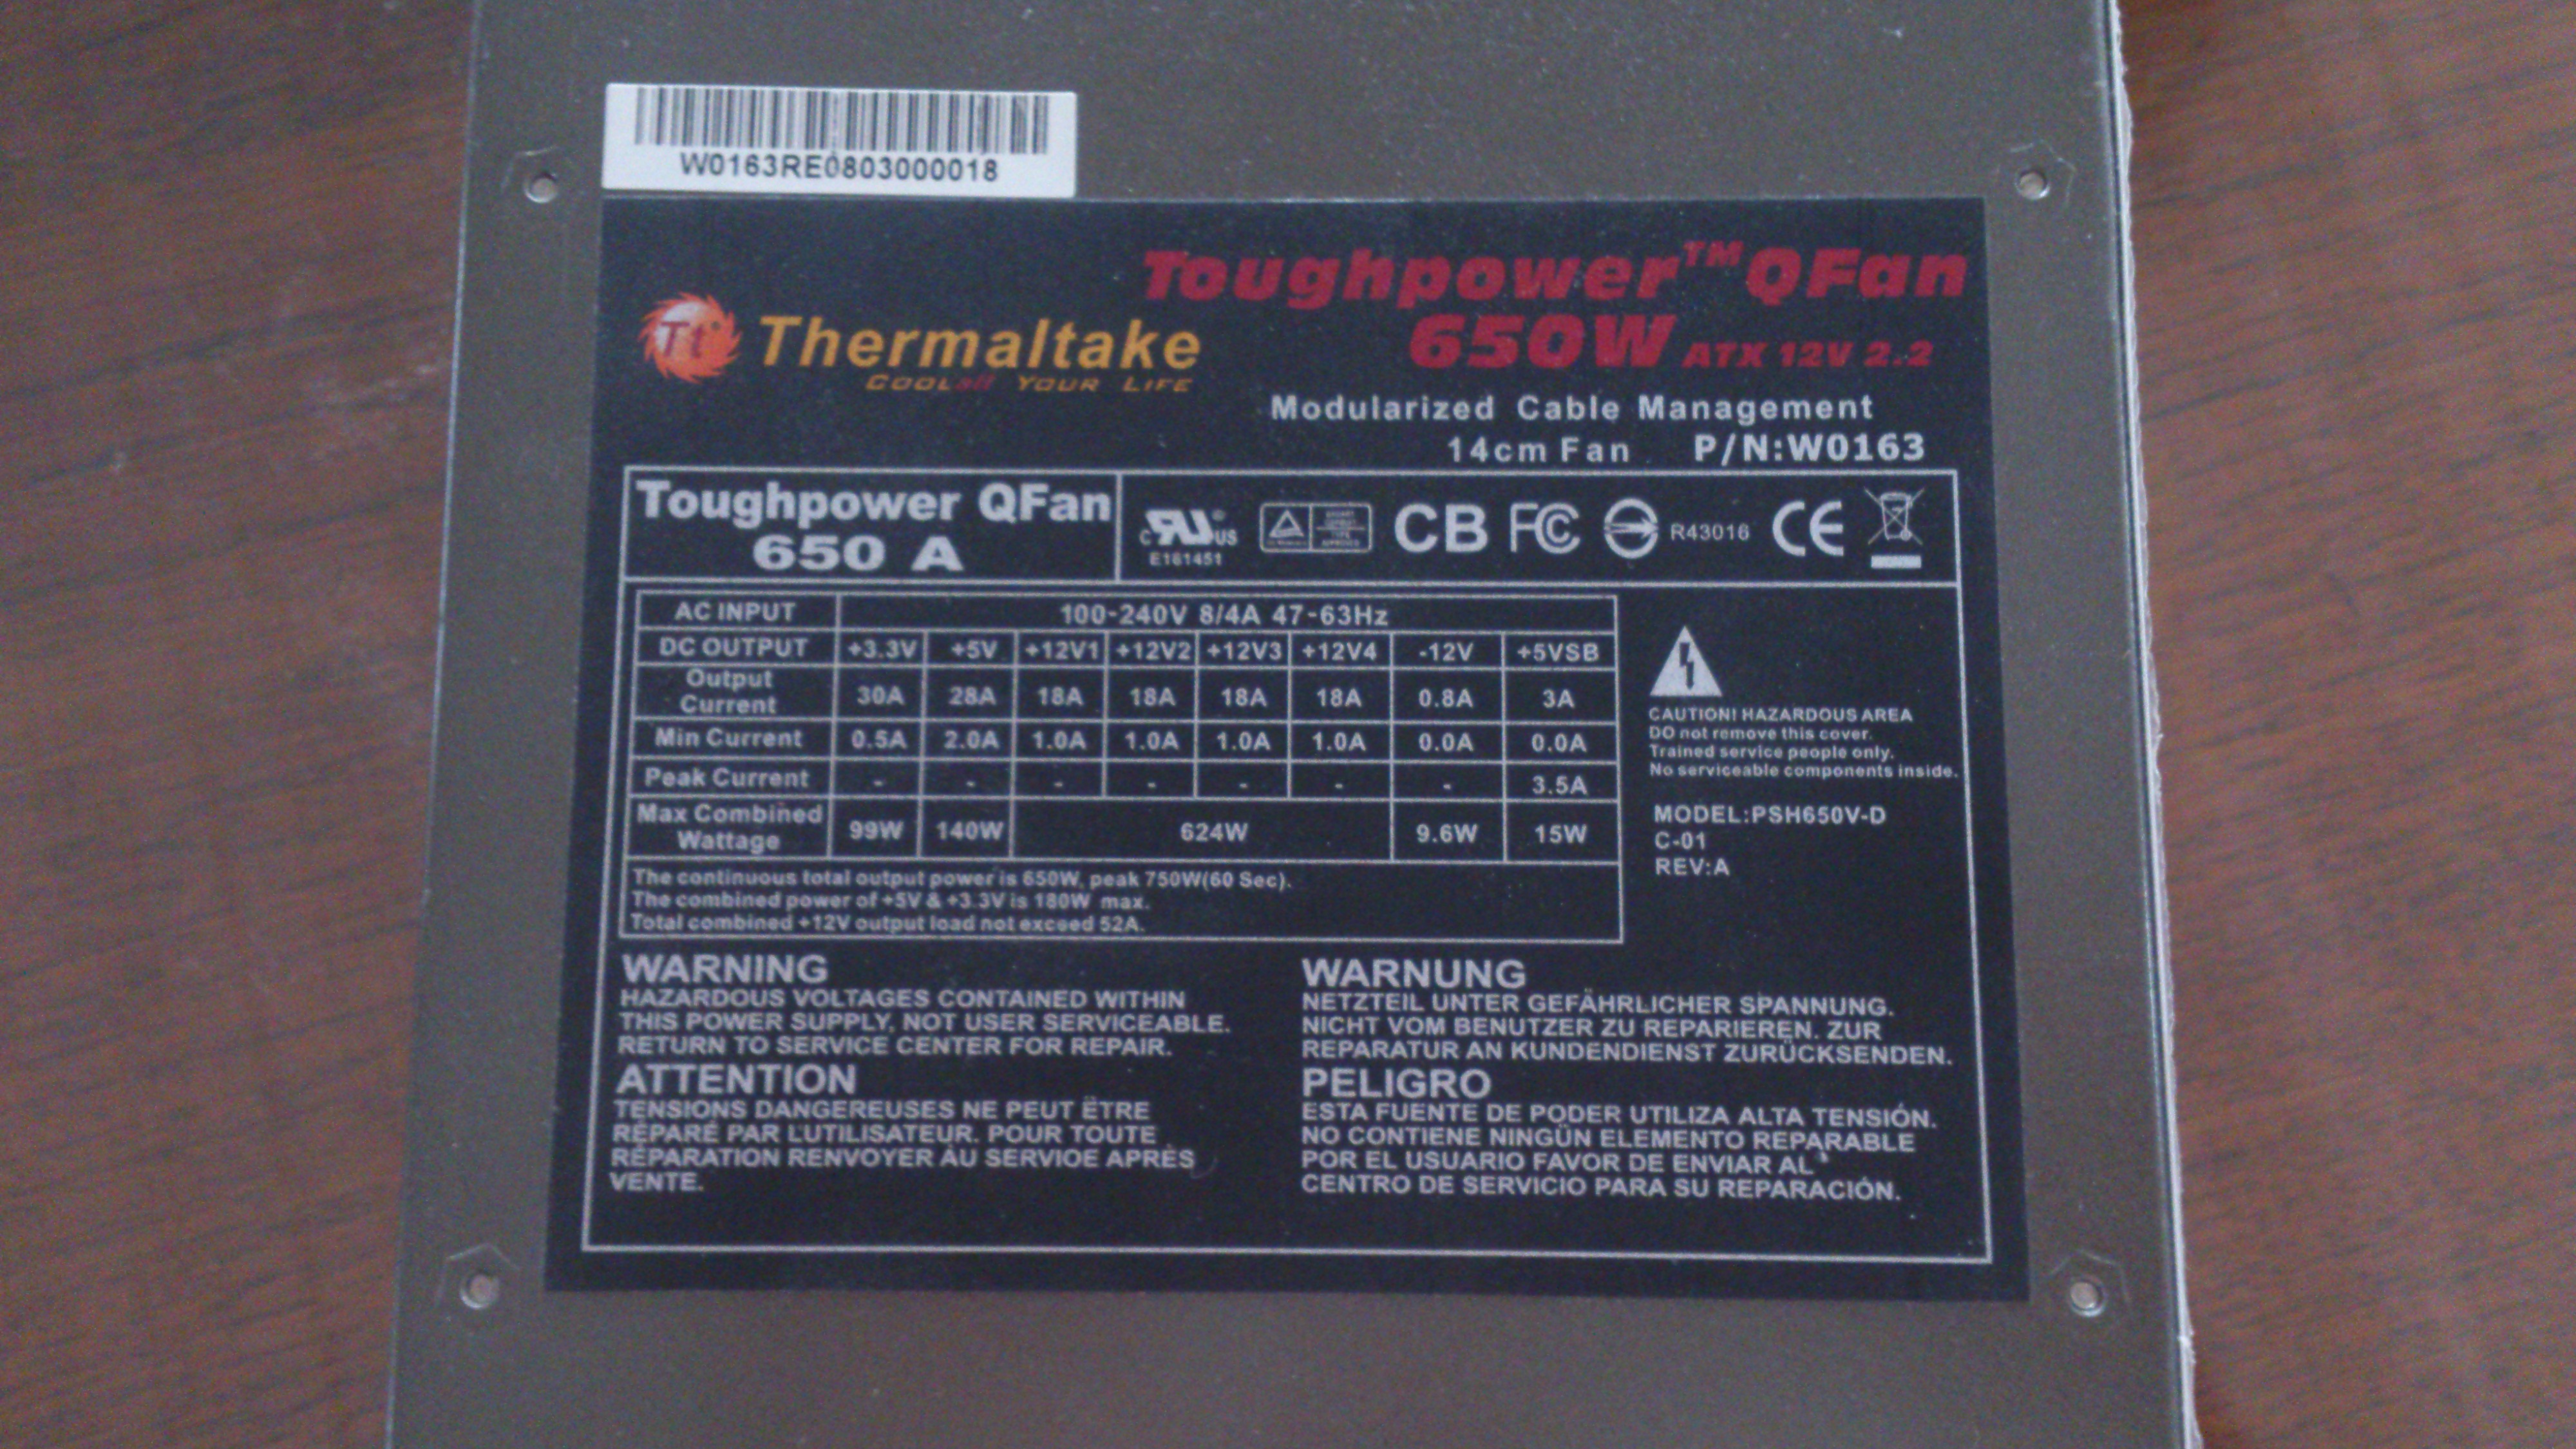 W0163RE0803000018
Toughpower™ QFan
650W ATX 12V 2.2
Tt Thermaltake
COOL all YOUR LIFE
Modularized Cable Management
14cm Fan P/N:W0163
Toughpower QFan
650 A
C RU US
E161451
CB FC R43016 CE
AC INPUT 100-240V 8/4A 47-63Hz
DC OUTPUT +3.3V +5V +12V1 +12V2 +12V3 +12V4 -12V +5VSB
Output Current 30A 28A 18A 18A 18A 18A 0.8A 3A
Min Current 0.5A 2.0A 1.0A 1.0A 1.0A 1.0A 0.0A 0.0A
Peak Current - - - - - - - 3.5A
Max Combined Wattage 99W 140W 624W 9.6W 15W
The continuous total output power is 650W, peak 750W(60 Sec).
The combined power of +5V & +3.3V is 180W max.
Total combined +12V output load not exceed 52A.
CAUTION! HAZARDOUS AREA
DO not remove this cover.
Trained service people only.
No serviceable components inside.
MODEL:PSH650V-D
C-01
REV:A
WARNING
HAZARDOUS VOLTAGES CONTAINED WITHIN
THIS POWER SUPPLY, NOT USER SERVICEABLE.
RETURN TO SERVICE CENTER FOR REPAIR.
ATTENTION
TENSIONS DANGEREUSES NE PEUT ËTRE
RÉPARÉ PAR L'UTILISATEUR. POUR TOUTE
RÉPARATION RENVOYER ÀU SERVIOE APRÈS
VENTE.
WARNUNG
NETZTEIL UNTER GEFÄHRLICHER SPANNUNG.
NICHT VOM BENUTZER ZU REPARIEREN. ZUR
REPARATUR AN KUNDENDIENST ZURÜCKSENDEN.
PELIGRO
ESTA FUENTE DE PODER UTILIZA ALTA TENSIÓN.
NO CONTIENE NINGÜN ELEMENTO REPARABLE
POR EL USUARIO FAVOR DE ENVIAR AL
CENTRO DE SERVICIO PARA SU REPARACIÓN.